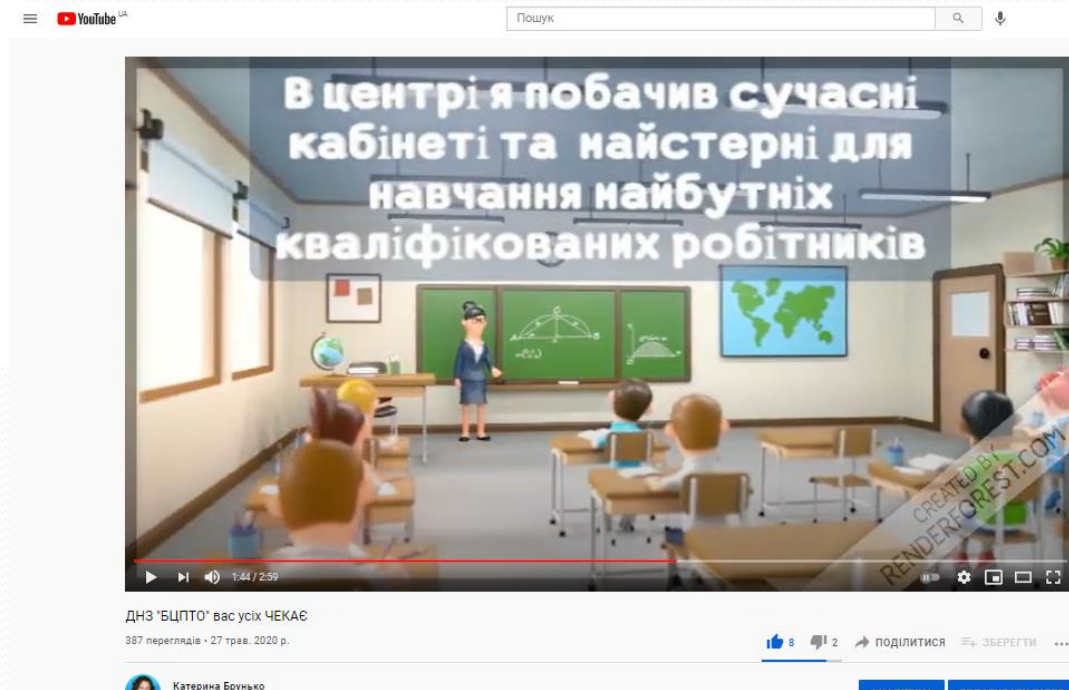 YouTube UA
Пошук
В центрі я побачив сучасні
кабінеті та майстерні для
навчання майбутніх
кваліфікованих робітників
CREATED BY
RENDERFOREST.COM
1:44 / 2:59
ДНЗ "БЦПТО" вас усіх ЧЕКАЄ
387 переглядів • 27 трав. 2020 р.
8 2 ПОДІЛИТИСЯ ЗБЕРЕГТИ ...
Катерина Брунько